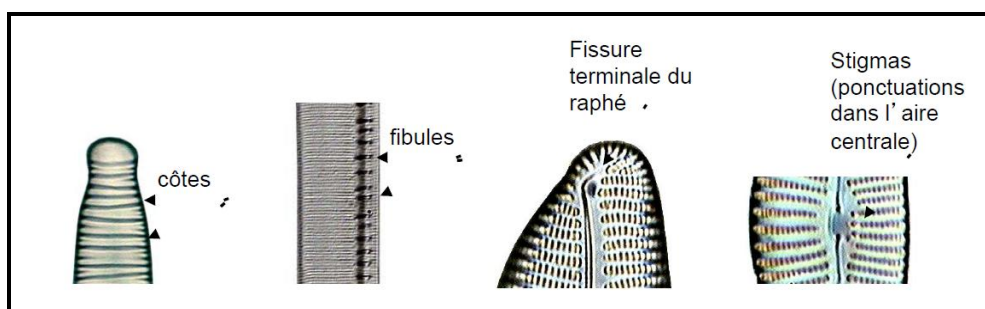 côtes
fibules
Fissure
terminale du
raphé
Stigmas
(ponctuations
dans l’aire
centrale)